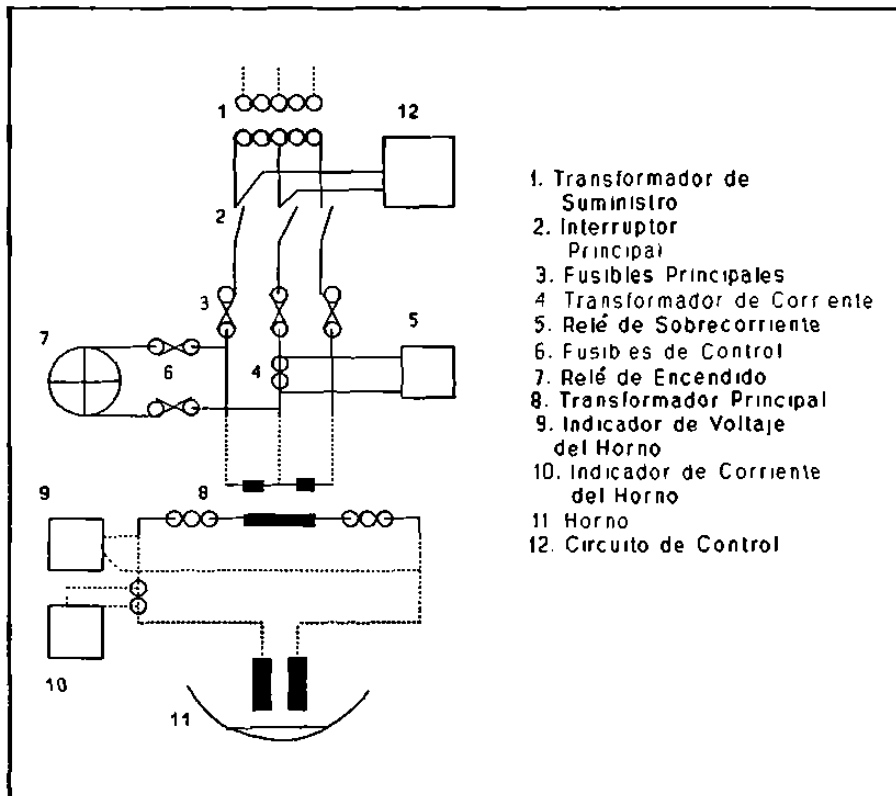 1
12
2
3
7
6
4
5
9
8
10
11
1. Transformador de
Suministro
2. Interruptor
Principal
3. Fusibles Principales
4 Transformador de Corriente
5. Relé de Sobrecorriente
6. Fusibles de Control
7. Relé de Encendido
8. Transformador Principal
9. Indicador de Voltaje
del Horno
10. Indicador de Corriente
del Horno
11 Horno
12. Circuito de Control